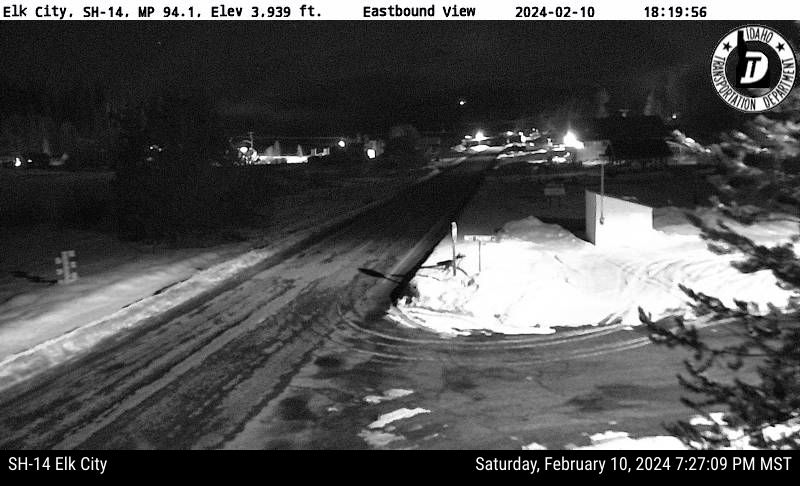 Elk City, SH-14, MP 94.1, Elev 3,939 ft. Eastbound View 2024-02-10 18:19:56
IDAHO
TRANSPORTATION DEPARTMENT
SH-14 Elk City Saturday, February 10, 2024 7:27:09 PM MST